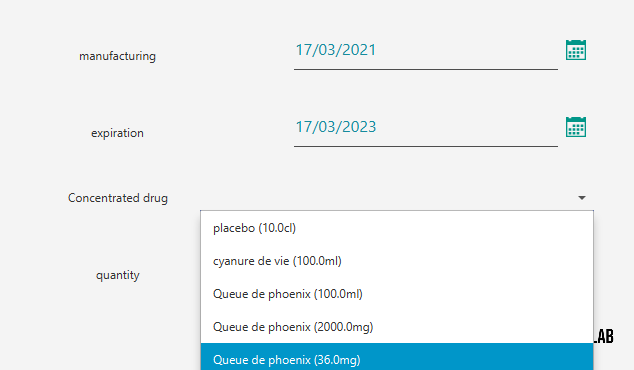 manufacturing 17/03/2021
expiration 17/03/2023
Concentrated drug
placebo (10.0cl)
cyanure de vie (100.0ml)
quantity
Queue de phoenix (100.0ml)
Queue de phoenix (2000.0mg)
LAB
Queue de phoenix (36.0mg)